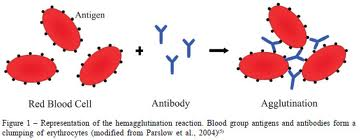 Antigen
+
Red Blood Cell
Antibody
Agglutination
Figure 1 – Representation of the hemagglutination reaction. Blood group antigens and antibodies form a
clumping of erythrocytes (modified from Parslow et al., 2004)